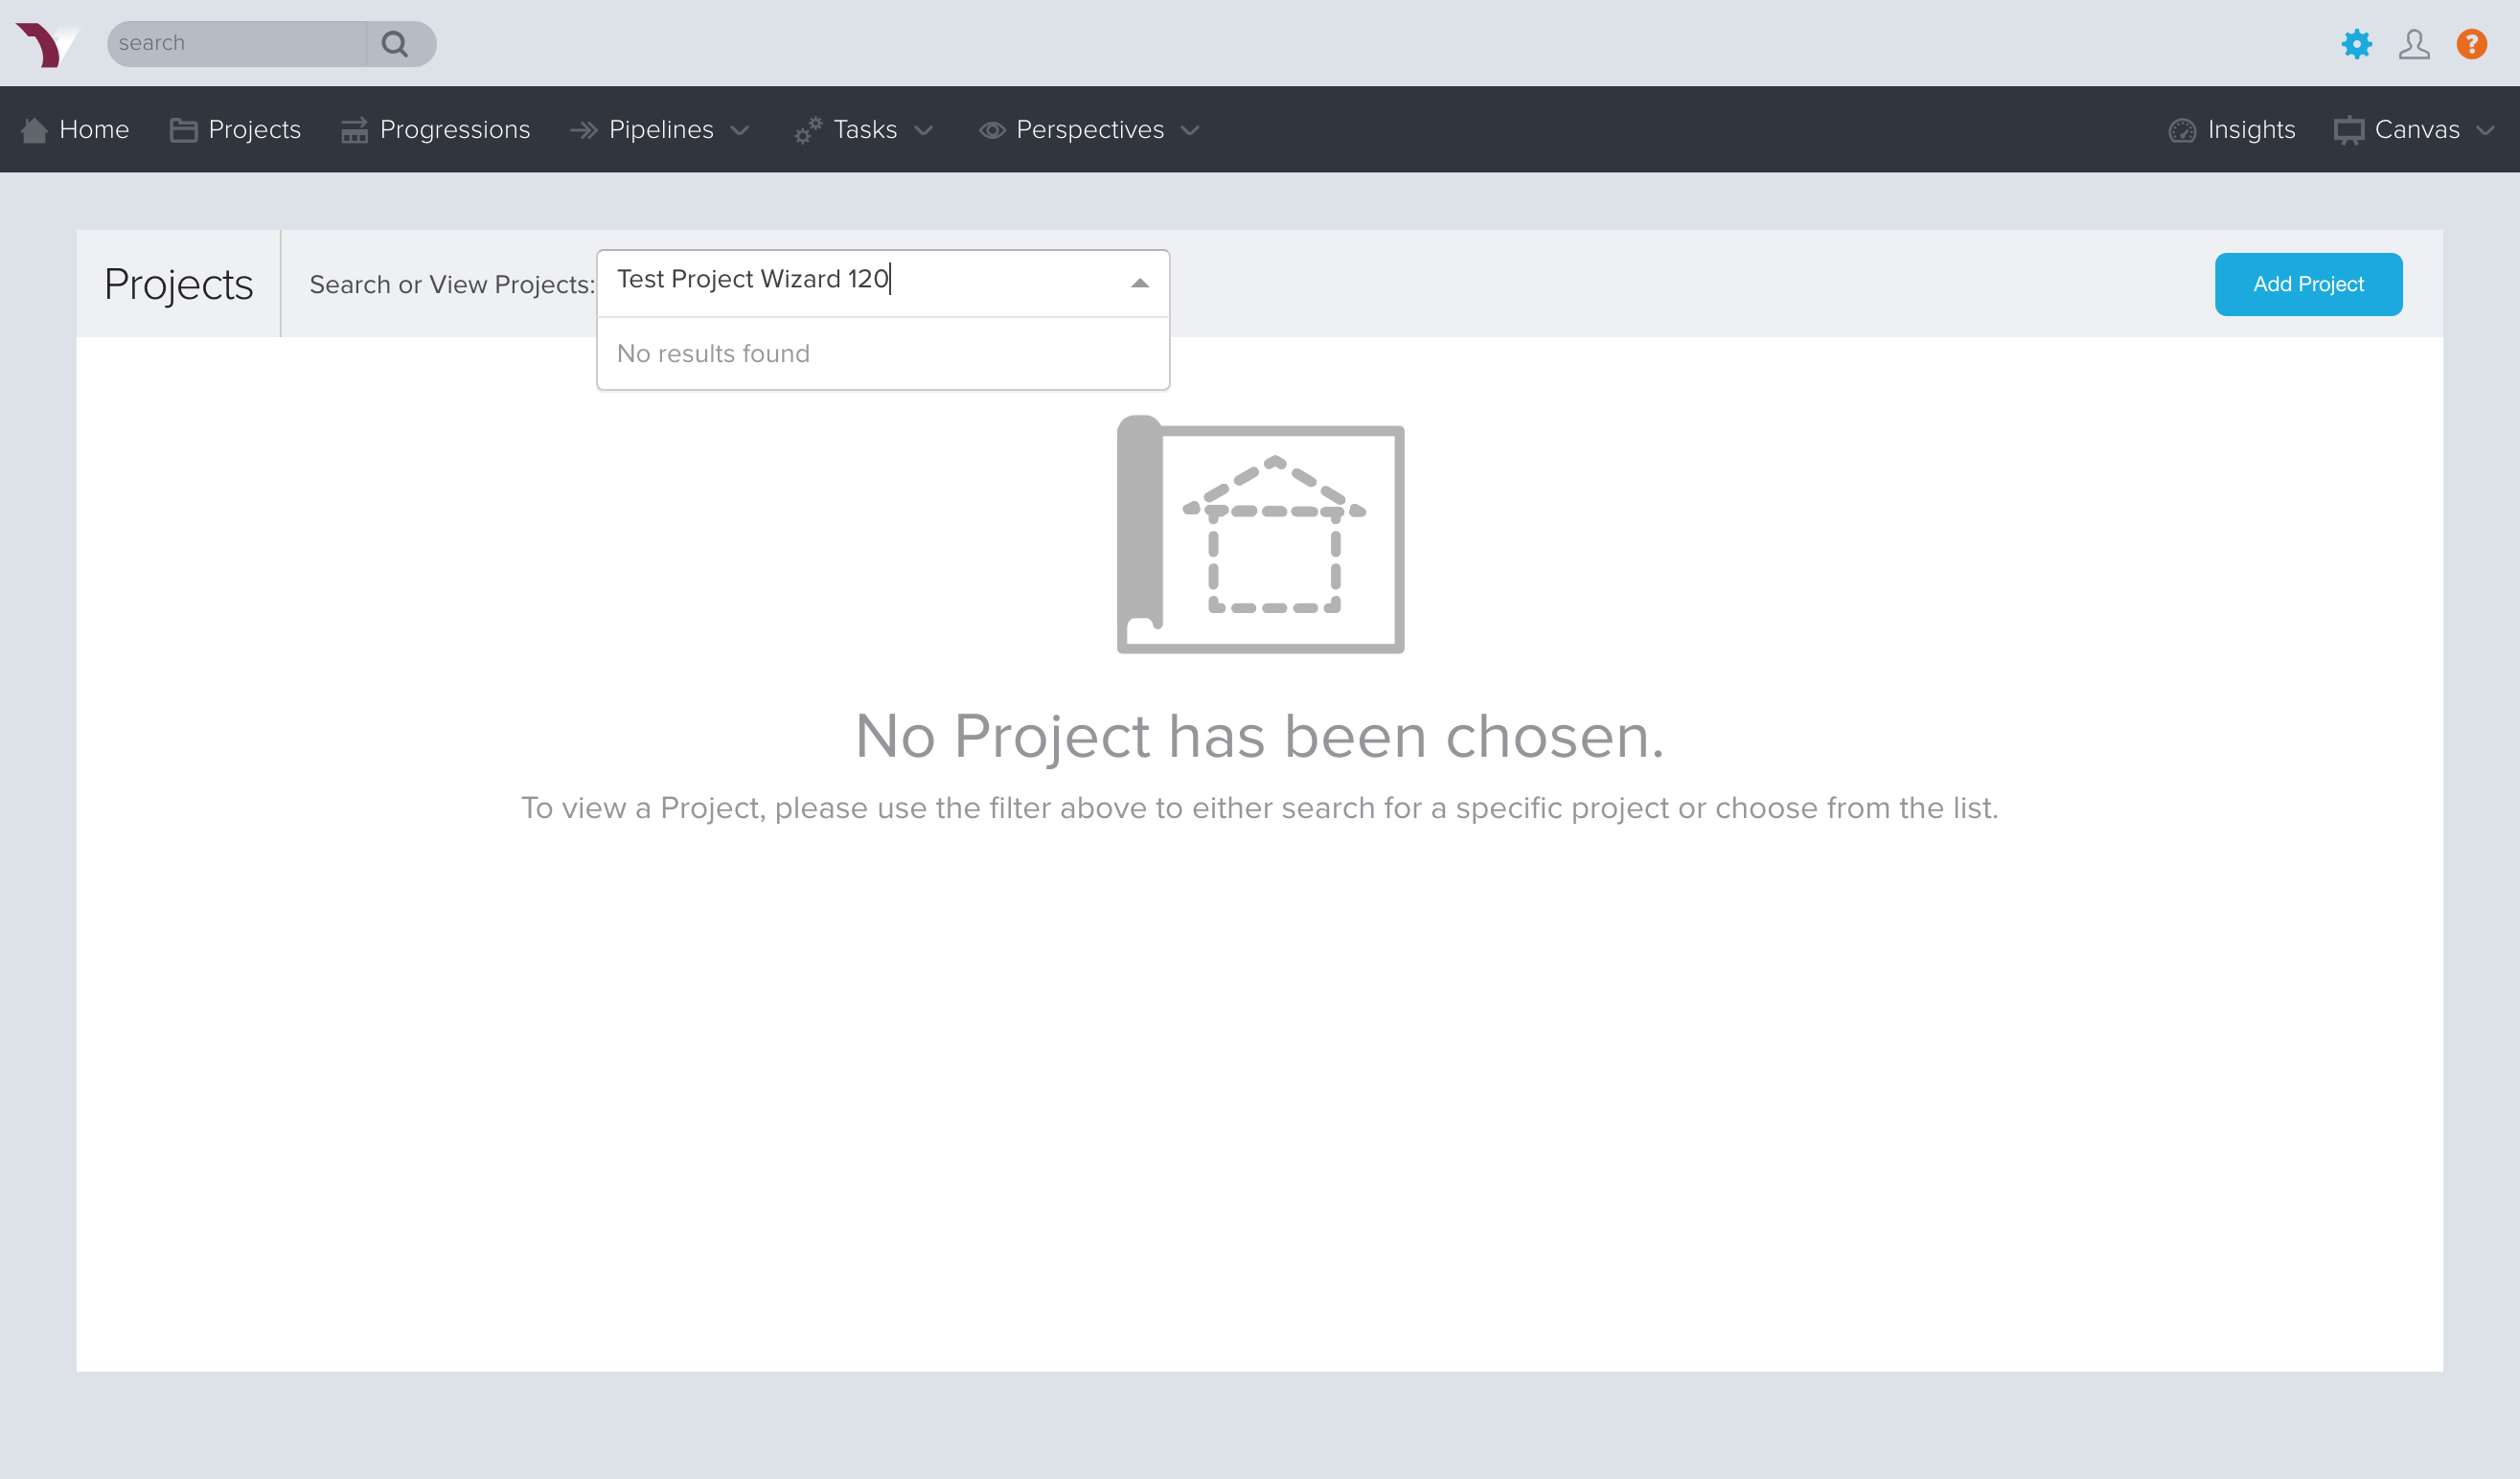 search
Home Projects Progressions Pipelines Tasks Perspectives Insights Canvas
Projects
Search or View Projects:
Test Project Wizard 120
Add Project
No results found
No Project has been chosen.
To view a Project, please use the filter above to either search for a specific project or choose from the list.